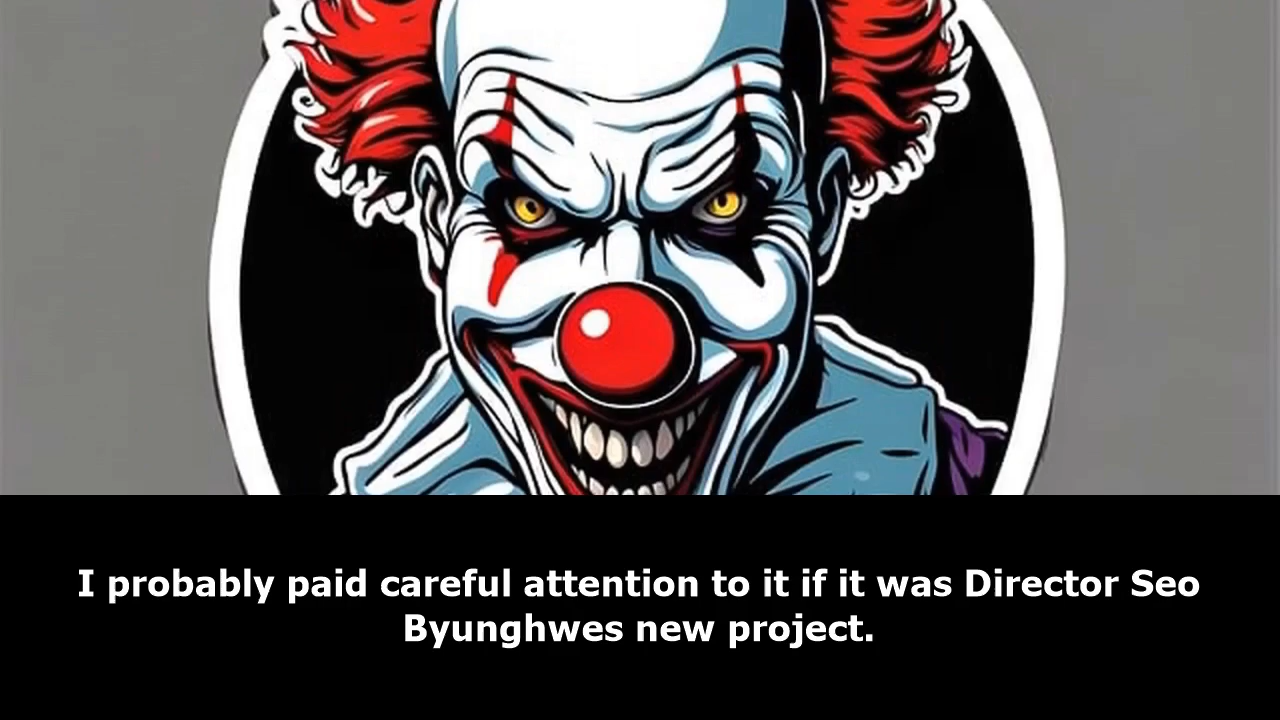 I probably paid careful attention to it if it was Director Seo
Byunghwes new project.